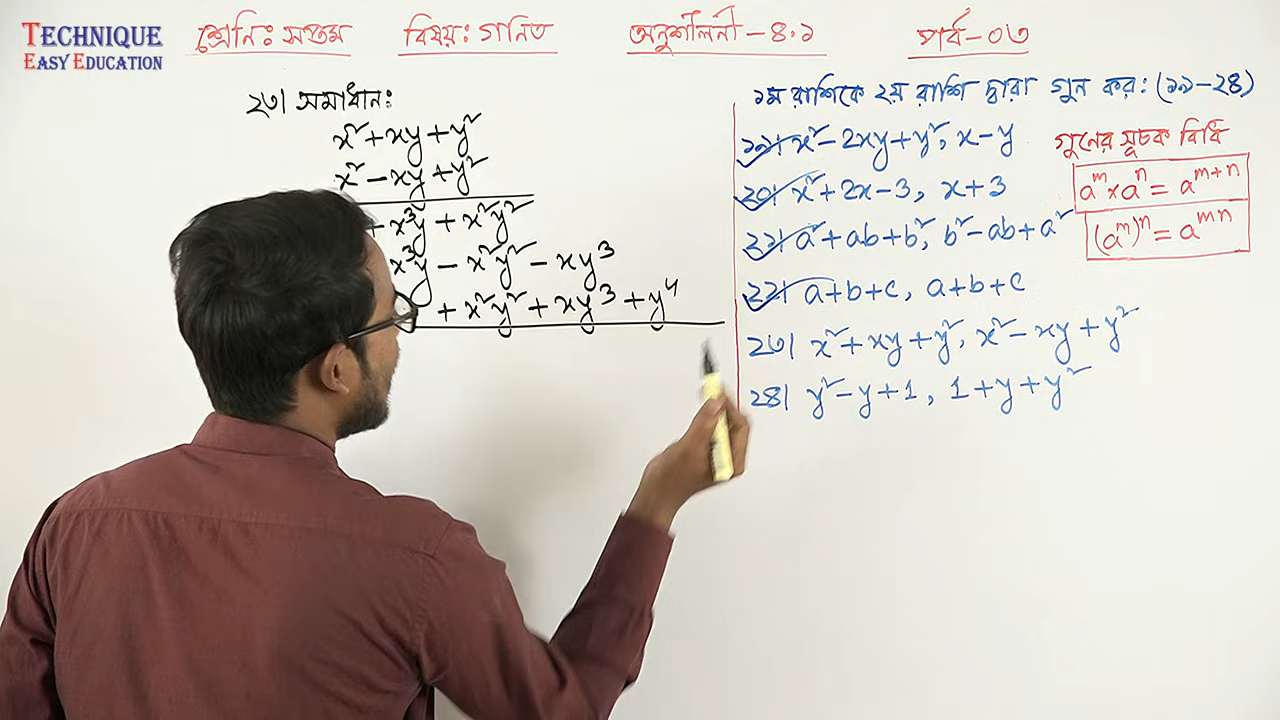 TECHNIQUE
EASY EDUCATION
শ্রেনিঃ সপ্তম বিষয়ঃ গনিত অনুশীলনী-৪.১ পার্ব-০৩
২৩। সমাধানঃ
x²+xy+y²
x²-xy+y²
+x³y+x²y²
x³y-x²y²-xy³
+x²y²+xy³+y⁴
১ম রাশিকে ২য় রাশি দ্বারা গুন করঃ (১৯-২৪)
১৯। x²-2xy+y², x-y
২০। x²+2x-3, x+3
২১। a²+ab+b², b²-ab+a²
২২। a+b+c, a+b+c
২৩। x²+xy+y², x²-xy+y²
২৪। y²-y+1, 1+y+y²
গুনের সূচক বিধি
aᵐ×aⁿ=aᵐ⁺ⁿ
(aᵐ)ⁿ=aᵐⁿ